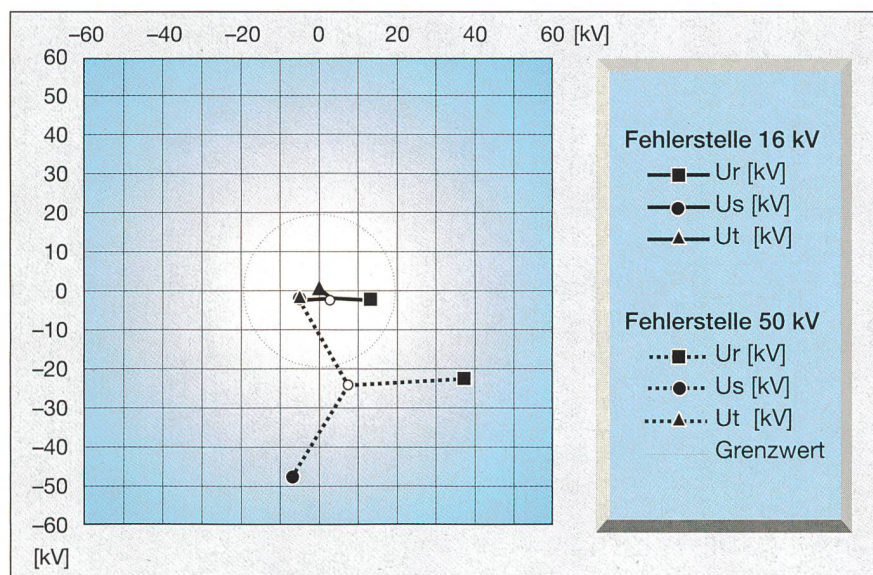 −60 −40 −20 0 20 40 60 [kV]
60
50
40
30
20
10
0
−10
−20
−30
−40
−50
−60
[kV]
Fehlerstelle 16 kV
Ur [kV]
Us [kV]
Ut [kV]
Fehlerstelle 50 kV
Ur [kV]
Us [kV]
Ut [kV]
Grenzwert